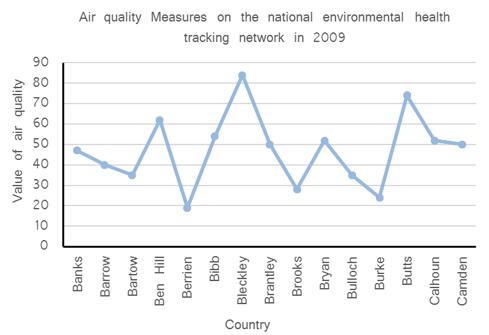 Air quality Measures on the national environmental health
tracking network in 2009
Value of air quality
90
80
70
60
50
40
30
20
10
0
Banks
Barrow
Bartow
Ben Hill
Berrien
Bibb
Bleckley
Brantley
Brooks
Bryan
Bulloch
Burke
Butts
Calhoun
Camden
Country